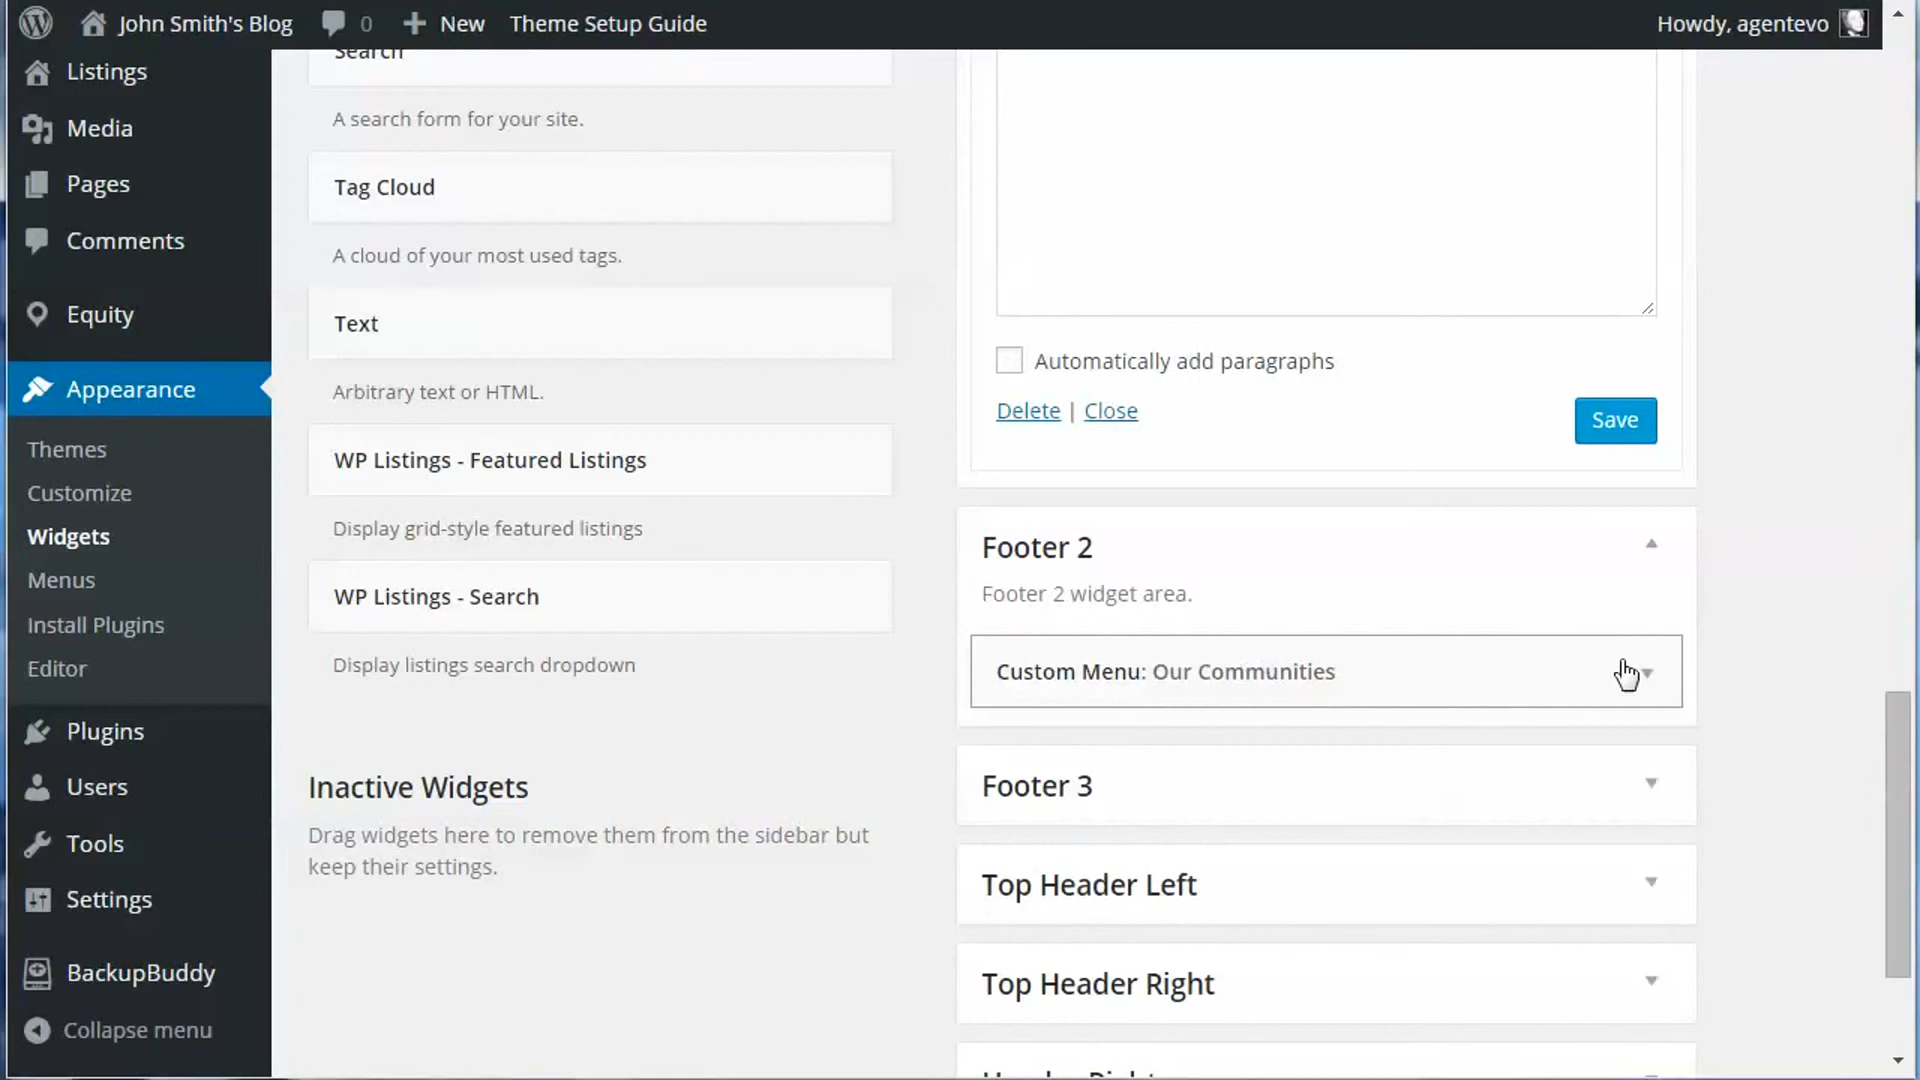 John Smith's Blog
0
New
Theme Setup Guide
Howdy, agentevo
Listings
Media
Pages
Comments
Equity
Appearance
Themes
Customize
Widgets
Menus
Install Plugins
Editor
Plugins
Users
Tools
Settings
BackupBuddy
Collapse menu
Search
A search form for your site.
Tag Cloud
A cloud of your most used tags.
Text
Arbitrary text or HTML.
WP Listings - Featured Listings
Display grid-style featured listings
WP Listings - Search
Display listings search dropdown
Inactive Widgets
Drag widgets here to remove them from the sidebar but
keep their settings.
Automatically add paragraphs
Delete | Close
Save
Footer 2
Footer 2 widget area.
Custom Menu: Our Communities
Footer 3
Top Header Left
Top Header Right
Header Right